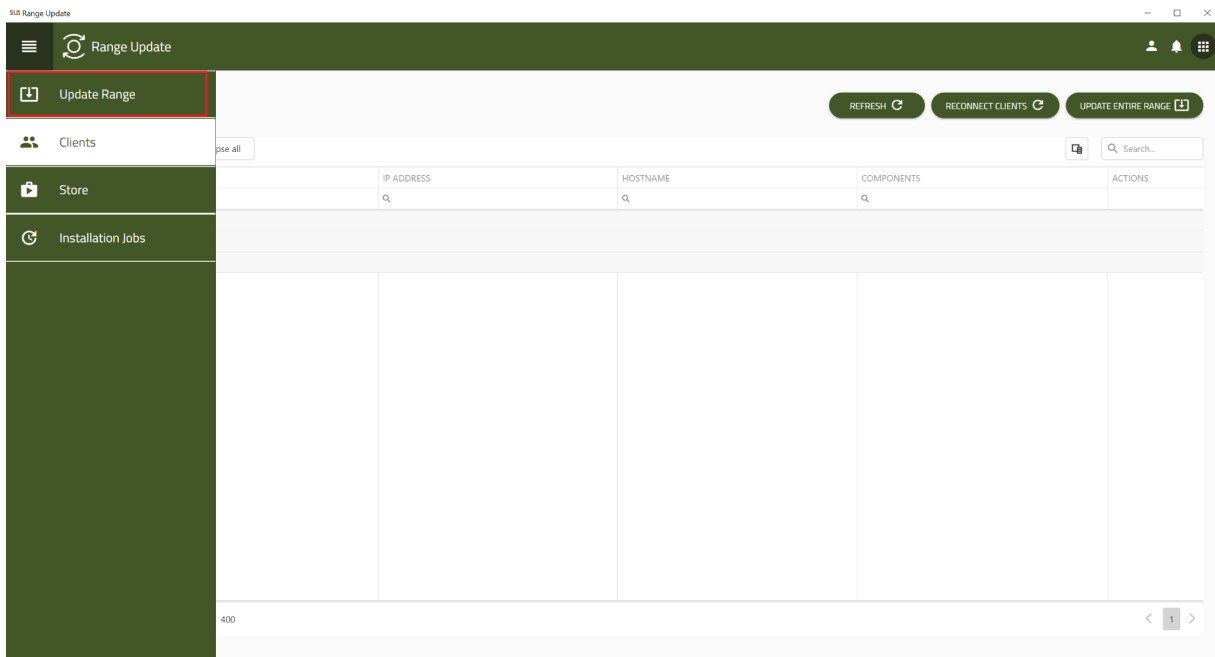 SIUS Range Update
Range Update
Update Range
REFRESH
RECONNECT CLIENTS
UPDATE ENTIRE RANGE
Clients
pse all
Search...
IP ADDRESS
HOSTNAME
COMPONENTS
ACTIONS
Store
Installation Jobs
400
1